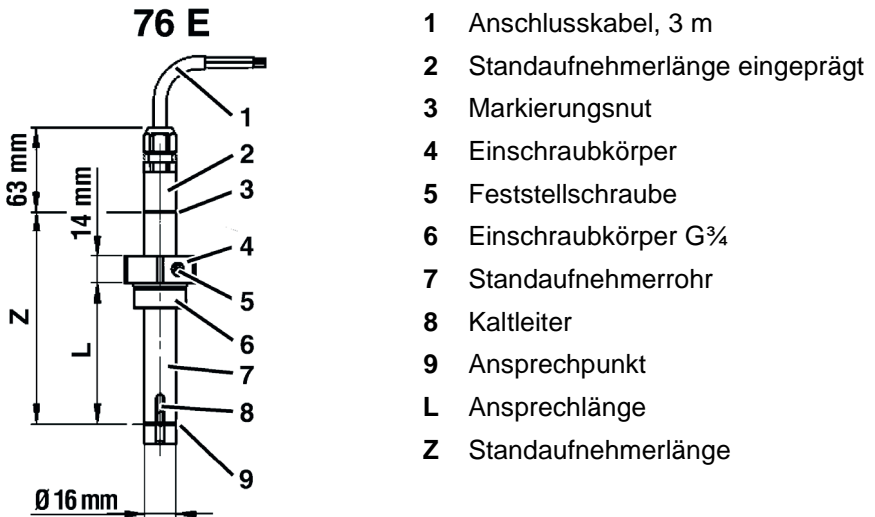 76 E
63 mm
14 mm
Z
L
Ø 16 mm
1
2
3
4
5
6
7
8
9
1 Anschlusskabel, 3 m
2 Standaufnehmerlänge eingeprägt
3 Markierungsnut
4 Einschraubkörper
5 Feststellschraube
6 Einschraubkörper G¾
7 Standaufnehmerrohr
8 Kaltleiter
9 Ansprechpunkt
L Ansprechlänge
Z Standaufnehmerlänge